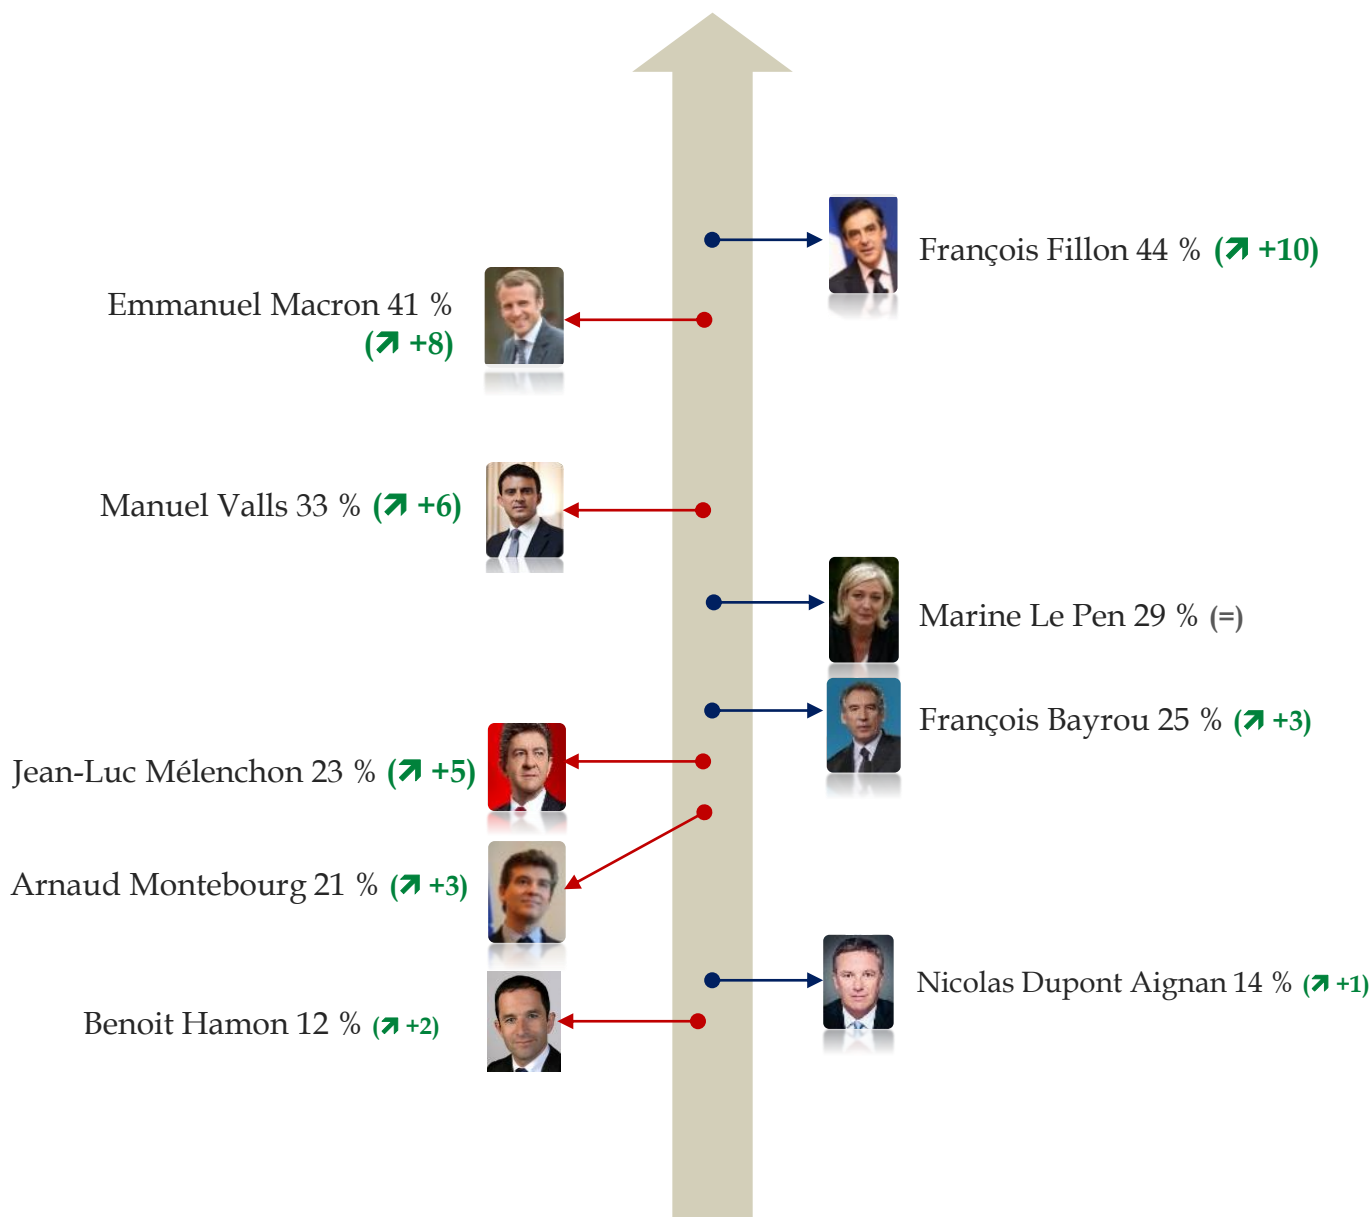 François Fillon 44 % (↗ +10)
Emmanuel Macron 41 %
(↗ +8)
Manuel Valls 33 % (↗ +6)
Marine Le Pen 29 % (=)
François Bayrou 25 % (↗ +3)
Jean-Luc Mélenchon 23 % (↗ +5)
Arnaud Montebourg 21 % (↗ +3)
Nicolas Dupont Aignan 14 % (↗ +1)
Benoit Hamon 12 % (↗ +2)